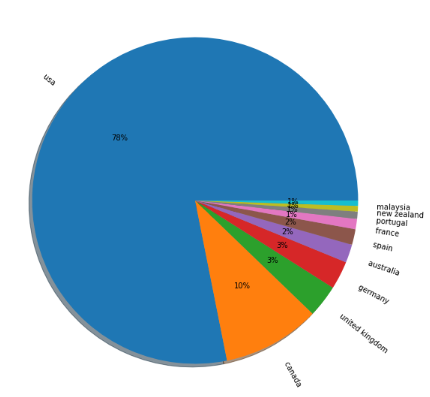 usa
78%
malaysia
1%
new zealand
portugal
1%
france
2%
spain
2%
australia
3%
germany
3%
united kingdom
10%
canada